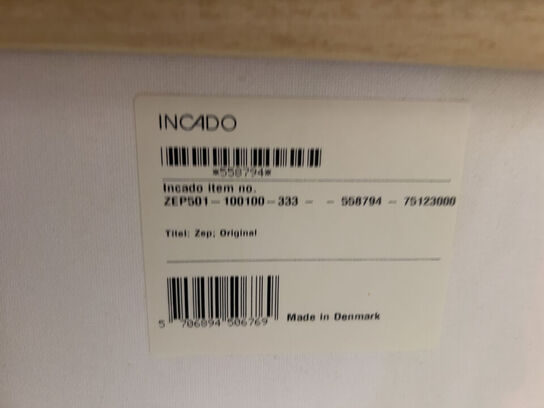 INCADO
*558794*
Incado item no.
ZEP501-100100-333 - - 558794 - 75123000
Titel: Zep; Original
5 706894 506769
Made in Denmark